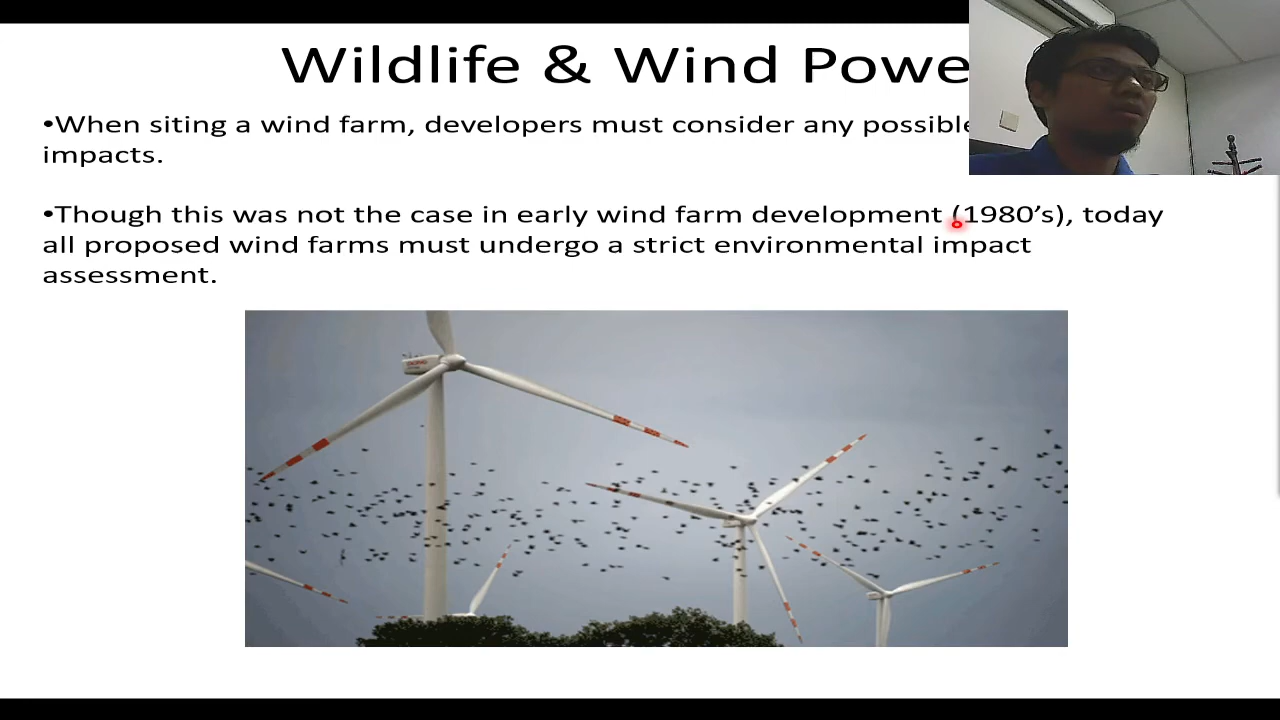 Wildlife & Wind Powe
•When siting a wind farm, developers must consider any possible
impacts.
•Though this was not the case in early wind farm development (1980’s), today
all proposed wind farms must undergo a strict environmental impact
assessment.